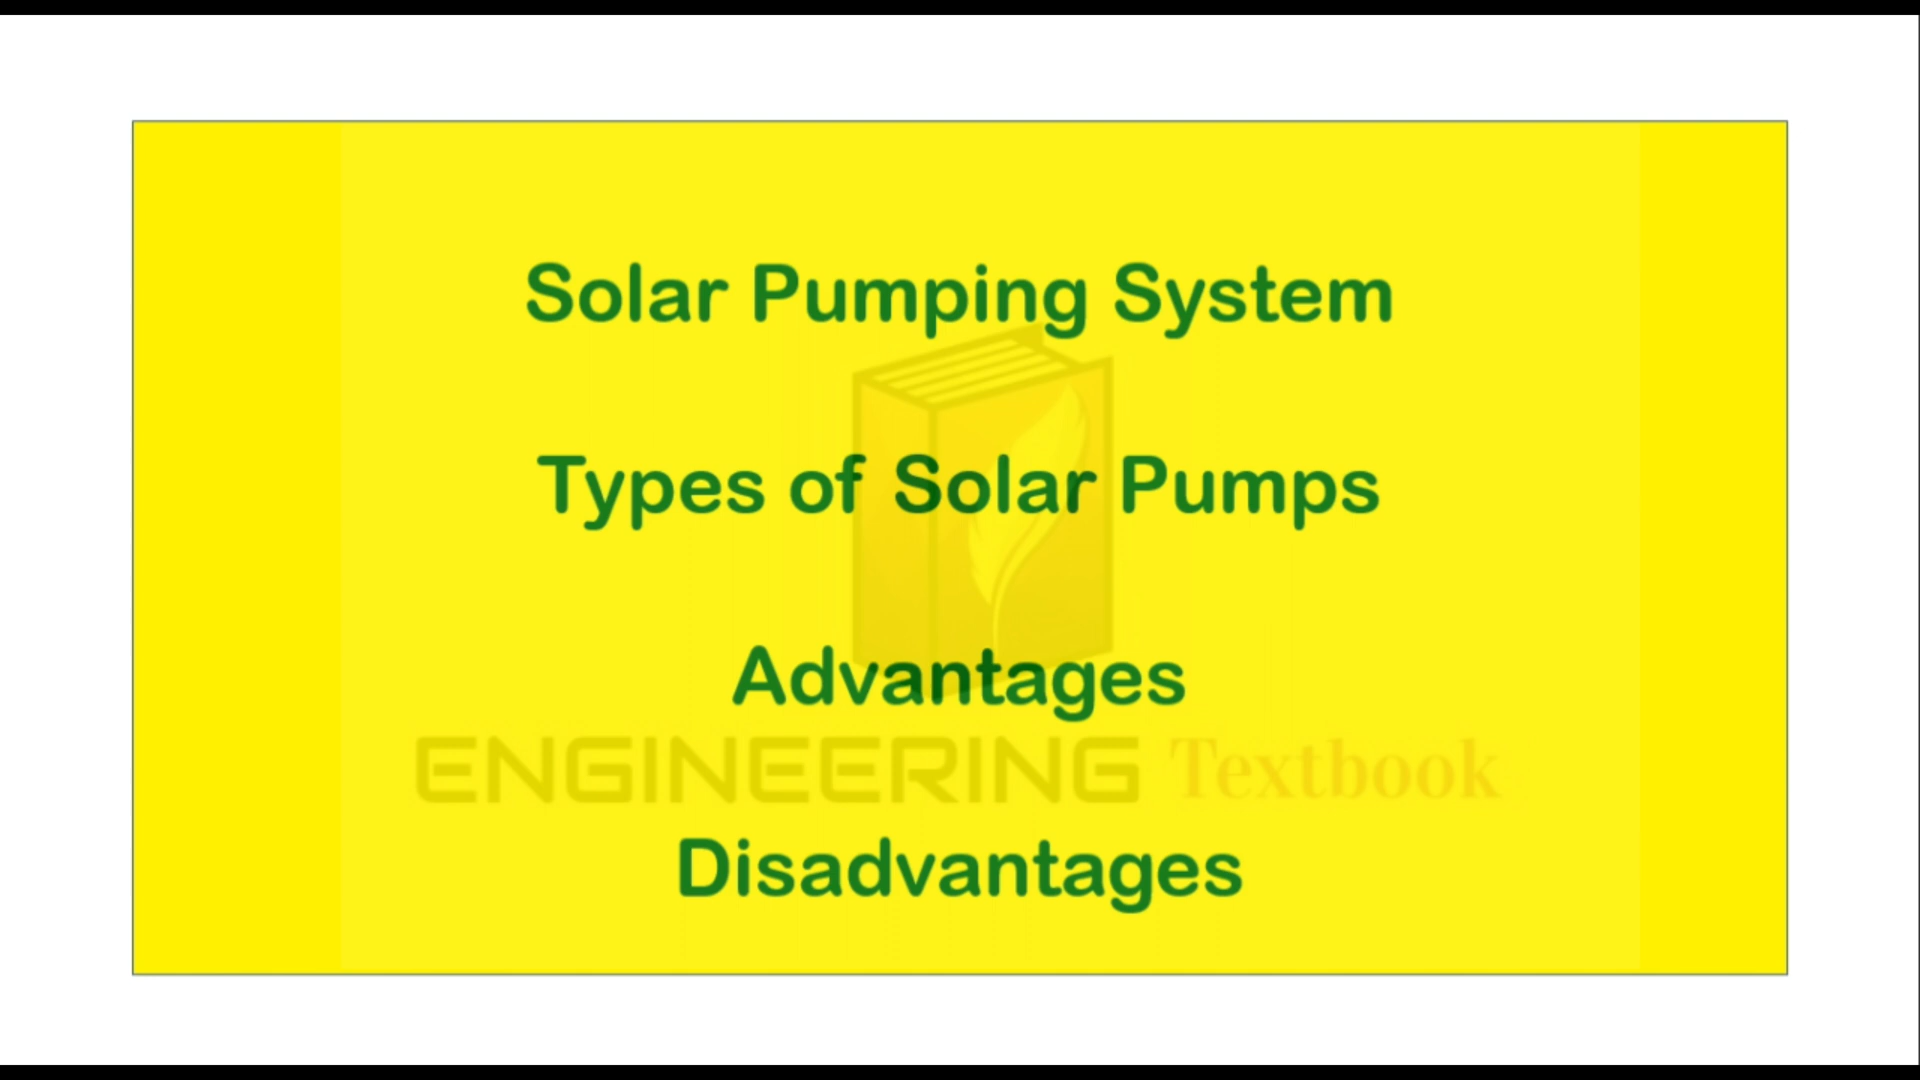 Solar Pumping System
Types of Solar Pumps
Advantages
ENGINEERING Textbook
Disadvantages